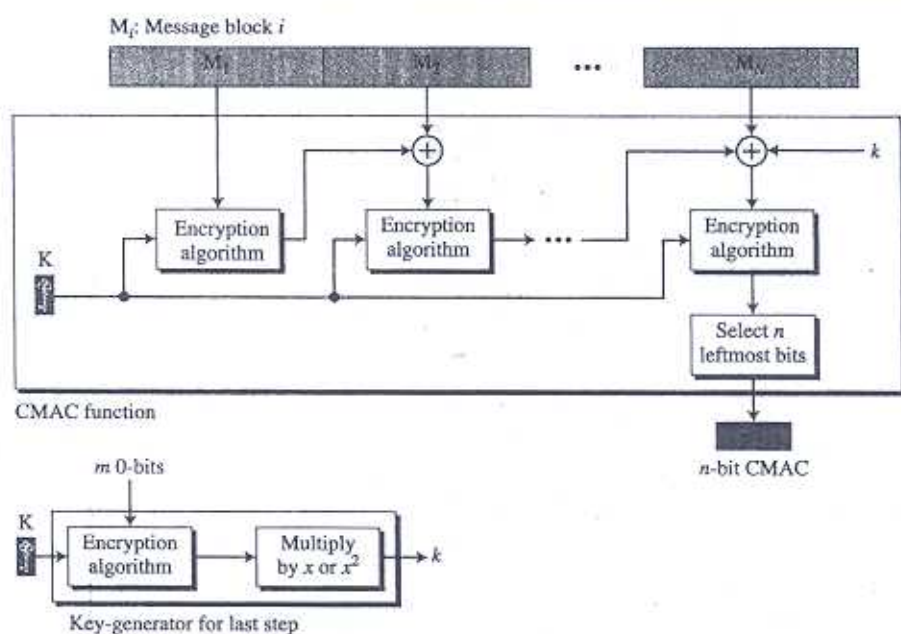 Mᵢ: Message block i
M₁ M₂ ••• M_N
k
Encryption algorithm
Encryption algorithm
•••
Encryption algorithm
K
Select n leftmost bits
CMAC function
n-bit CMAC
m 0-bits
K
Encryption algorithm
Multiply by x or x²
k
Key-generator for last step